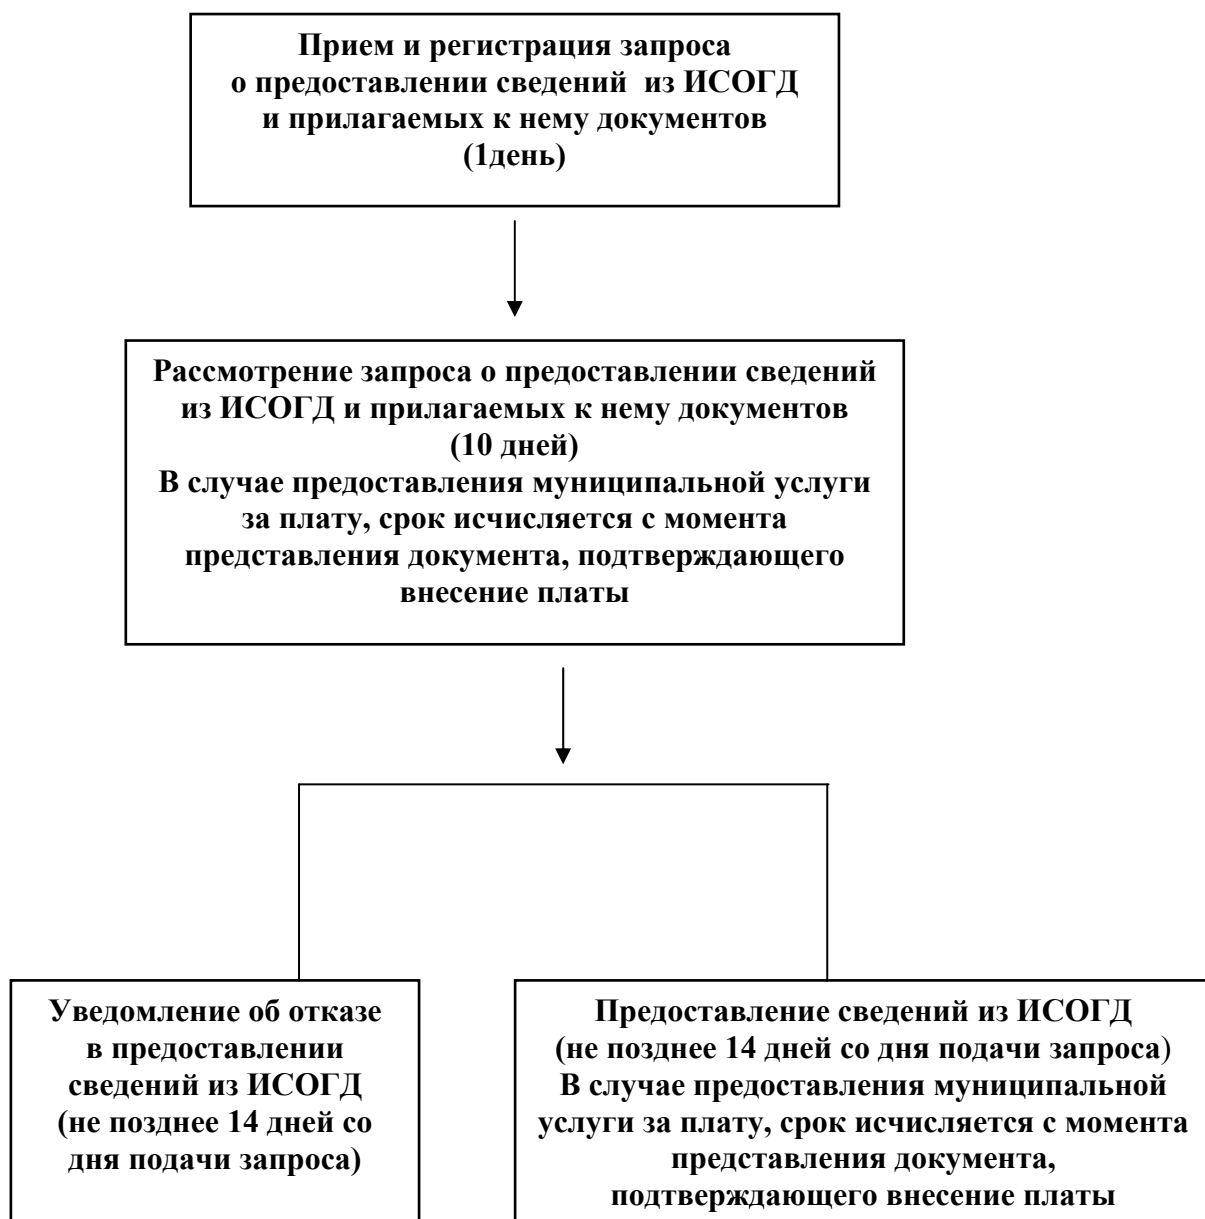 Прием и регистрация запроса
о предоставлении сведений  из ИСОГД
и прилагаемых к нему документов
(1день)
Рассмотрение запроса о предоставлении сведений
из ИСОГД и прилагаемых к нему документов
(10 дней)
В случае предоставления муниципальной услуги
за плату, срок исчисляется с момента
представления документа, подтверждающего
внесение платы
Уведомление об отказе
в предоставлении
сведений из ИСОГД
(не позднее 14 дней со
дня подачи запроса)
Предоставление сведений из ИСОГД
(не позднее 14 дней со дня подачи запроса)
В случае предоставления муниципальной
услуги за плату, срок исчисляется с момента
представления документа,
подтверждающего внесение платы